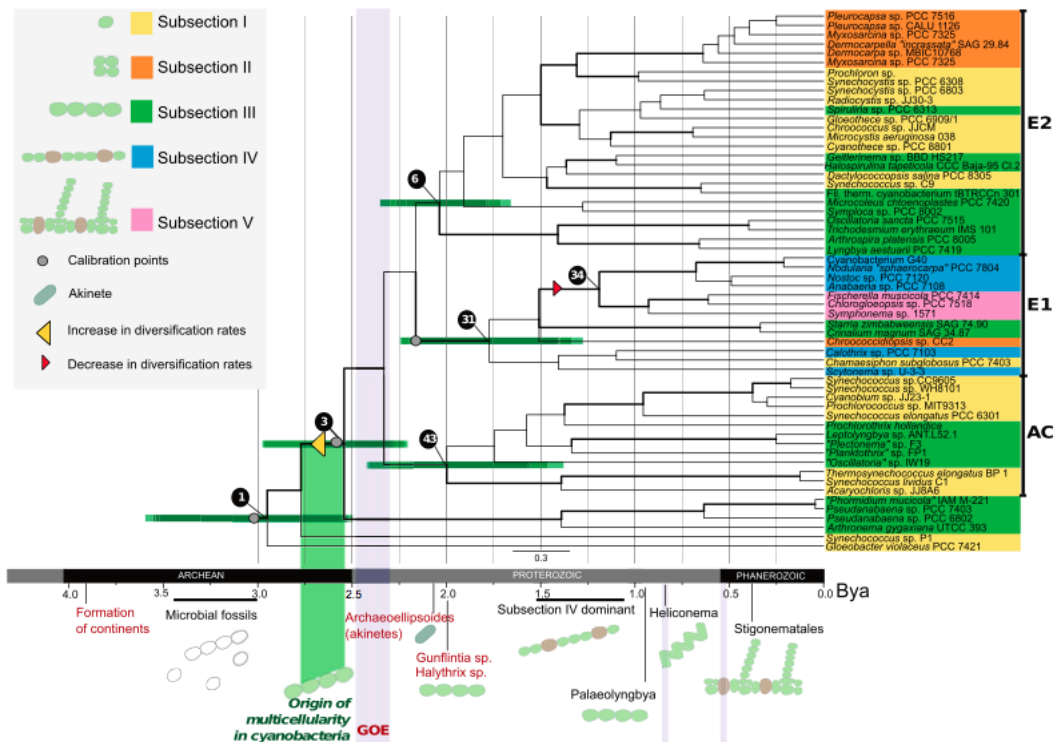 Subsection I
Subsection II
Subsection III
Subsection IV
Subsection V
Calibration points
Akinete
Increase in diversification rates
Decrease in diversification rates
6
34
31
3
43
1
Pleurocapsa sp. PCC 7516
Pleurocapsa sp. CALU 1126
Myxosarcina sp. PCC 7325
Dermocarpella "incrassata" SAG 29.84
Dermocarpa sp. MBIC10768
Myxosarcina sp. PCC 7325
Prochloron sp.
Synechocystis sp. PCC 6308
Synechocystis sp. PCC 6803
Radiocystis sp. JJ30-3
Spirulina sp. PCC 6313
Gloeothece sp. PCC 6909/1
Chroococcus sp. JJCM
Microcystis aeruginosa 038
Cyanothece sp. PCC 8801
Geitlerinema sp. BBD HS217
Halospirulina tapeticola CCC Baja-95 Cl.2
Dactylococcopsis salina PCC 8305
Synechococcus sp. C9
Fil. therm. cyanobacterium tBTRCCn 301
Microcoleus chtoenoplastes PCC 7420
Symploca sp. PCC 8002
Oscillatoria sancta PCC 7515
Trichodesmium erythraeum IMS 101
Arthrospira platensis PCC 8005
Lyngbya aestuarii PCC 7419
Cyanobacterium G40
Nodularia "sphaerocarpa" PCC 7804
Nostoc sp. PCC 7120
Anabaena sp. PCC 7108
Fischerella muscicola PCC 7414
Chlorogloeopsis sp. PCC 7518
Symphonema sp. 1571
Starria zimbabweensis SAG 74.90
Crinalium magnum SAG 34.87
Chroococcidiopsis sp. CC2
Calothrix sp. PCC 7103
Chamaesiphon subglobosus PCC 7403
Scytonema sp. U-3-3
Synechococcus sp.CC9605
Synechococcus sp. WH8101
Cyanobium sp. JJ23-1
Prochlorococcus sp. MIT9313
Synechococcus elongatus PCC 6301
Prochlorothrix hollandica
Leptolyngbya sp. ANT.L52.1
"Plectonema" sp. F3
"Planktothrix" sp. FP1
"Oscillatoria" sp. IW19
Thermosynechococcus elongatus BP 1
Synechococcus lividus C1
Acaryochloris sp. JJ8A6
"Phormidium mucicola" IAM M-221
Pseudanabaena sp. PCC 7403
Pseudanabaena sp. PCC 6802
Arthronema gygaxiana UTCC 393
Synechococcus sp. P1
Gloeobacter violaceus PCC 7421
E2
E1
AC
0.3
ARCHEAN
PROTEROZOIC
PHANEROZOIC
4.0 3.5 3.0 2.5 2.0 1.5 1.0 0.5 0.0 Bya
Formation
of continents
Microbial fossils
Archaeoellipsoides
(akinetes)
Gunflintia sp.
Halythrix sp.
Subsection IV dominant
Heliconema
Stigonematales
Palaeolyngbya
Origin of
multicellularity
in cyanobacteria
GOE